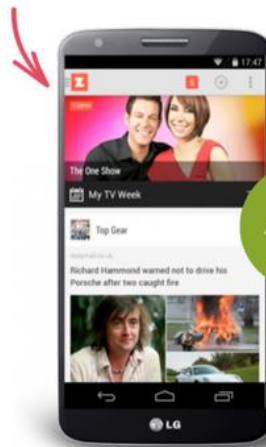 17:47
Z
5
The One Show
My TV Week
Top Gear
Richard Hammond warned not to drive his
Porsche after two caught fire
LG